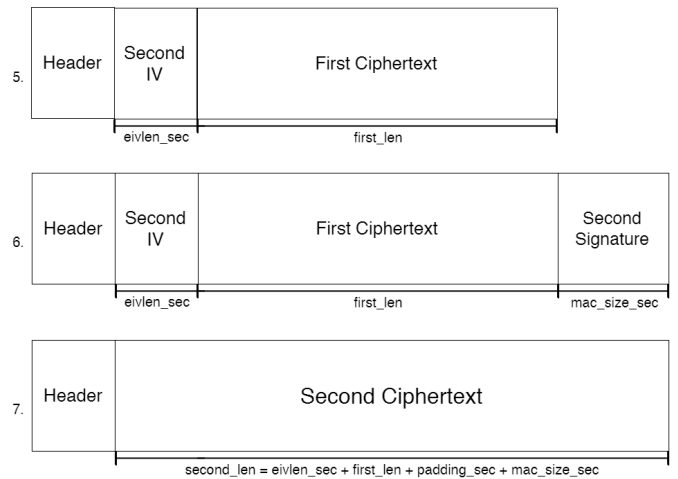 5.
Header
Second
IV
First Ciphertext
eivlen_sec
first_len
6.
Header
Second
IV
First Ciphertext
Second
Signature
eivlen_sec
first_len
mac_size_sec
7.
Header
Second Ciphertext
second_len = eivlen_sec + first_len + padding_sec + mac_size_sec